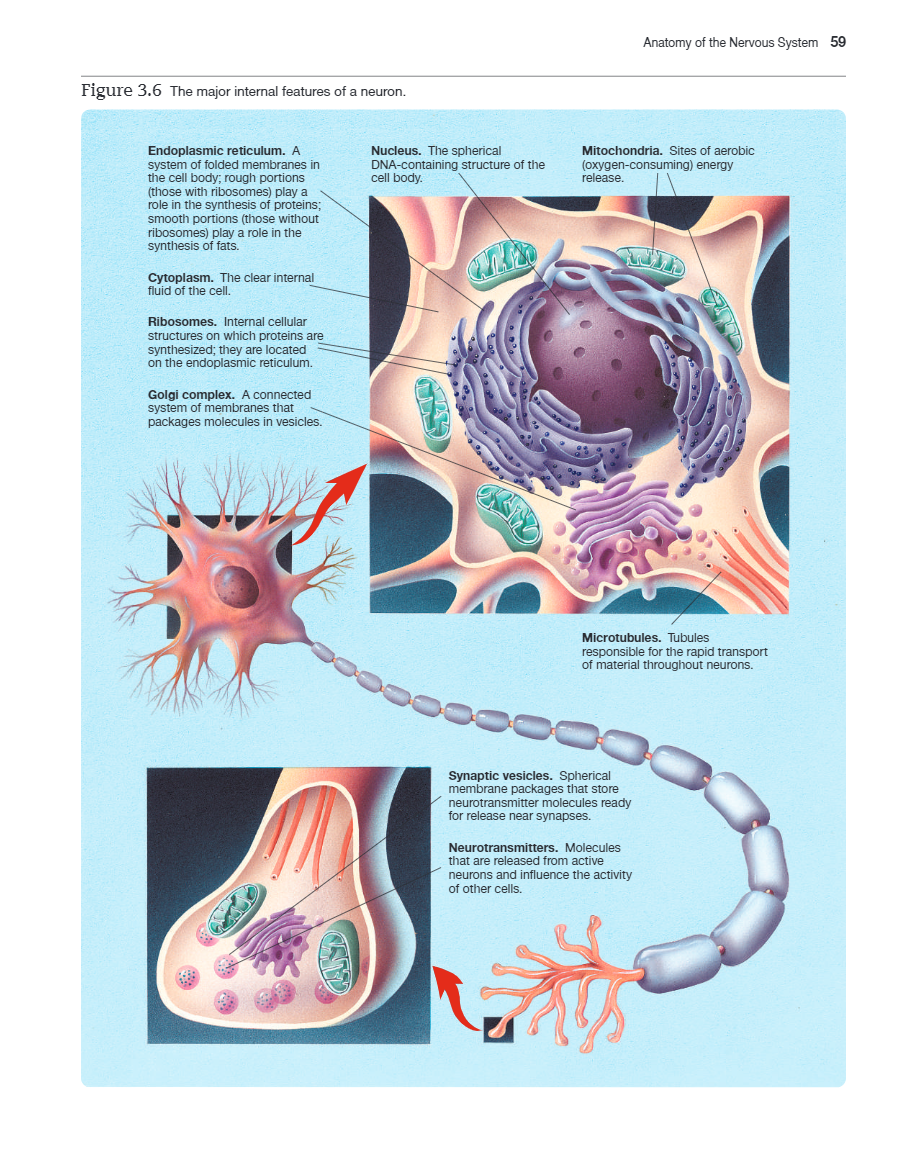 Anatomy of the Nervous System 59
Figure 3.6 The major internal features of a neuron.
Endoplasmic reticulum. A
system of folded membranes in
the cell body; rough portions
(those with ribosomes) play a
role in the synthesis of proteins;
smooth portions (those without
ribosomes) play a role in the
synthesis of fats.
Cytoplasm. The clear internal
fluid of the cell.
Ribosomes. Internal cellular
structures on which proteins are
synthesized; they are located
on the endoplasmic reticulum.
Golgi complex. A connected
system of membranes that
packages molecules in vesicles.
Nucleus. The spherical
DNA-containing structure of the
cell body.
Mitochondria. Sites of aerobic
(oxygen-consuming) energy
release.
Microtubules. Tubules
responsible for the rapid transport
of material throughout neurons.
Synaptic vesicles. Spherical
membrane packages that store
neurotransmitter molecules ready
for release near synapses.
Neurotransmitters. Molecules
that are released from active
neurons and influence the activity
of other cells.